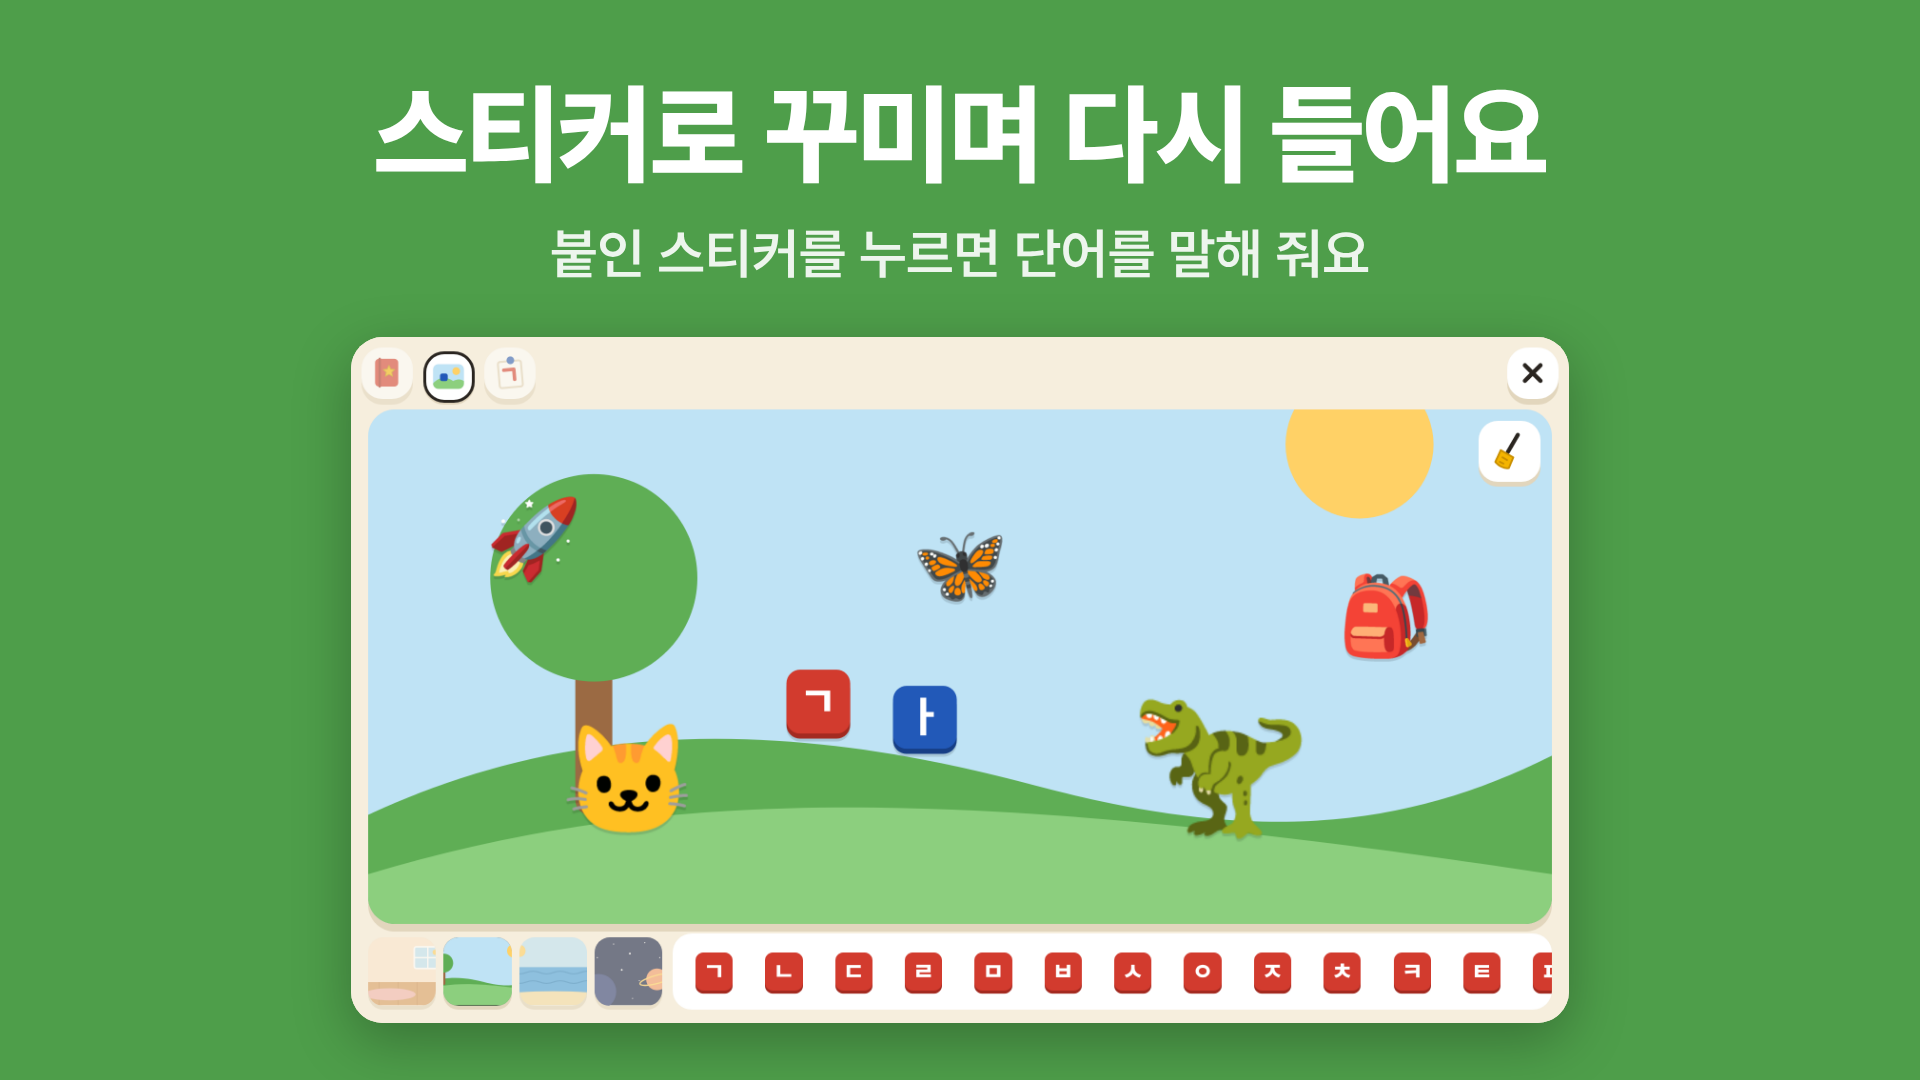 스티커로 꾸미며 다시 들어요
붙인 스티커를 누르면 단어를 말해 줘요
ㄱ
ㄱ ㅏ
ㄱ ㄴ ㄷ ㄹ ㅁ ㅂ ㅅ ㅇ ㅈ ㅊ ㅋ ㅌ